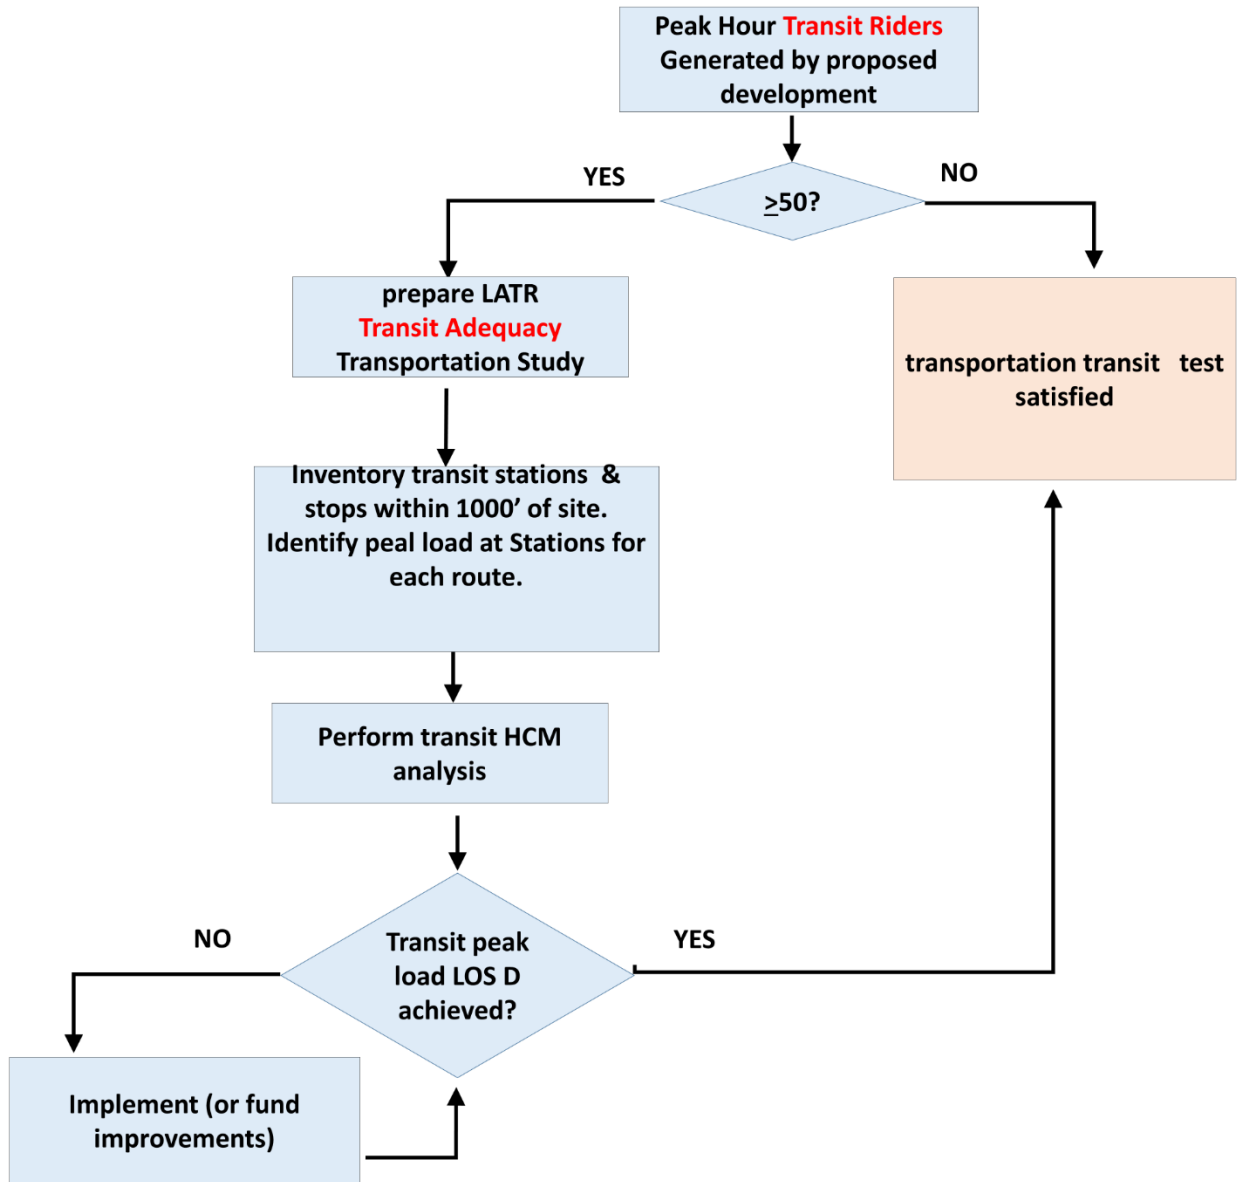 Peak Hour Transit Riders
Generated by proposed
development
YES
NO
≥50?
prepare LATR
Transit Adequacy
Transportation Study
transportation transit   test
satisfied
Inventory transit stations  &
stops within 1000’ of site.
Identify peal load at Stations for
each route.
Perform transit HCM
analysis
NO
Transit peak
load LOS D
achieved?
YES
Implement (or fund
improvements)